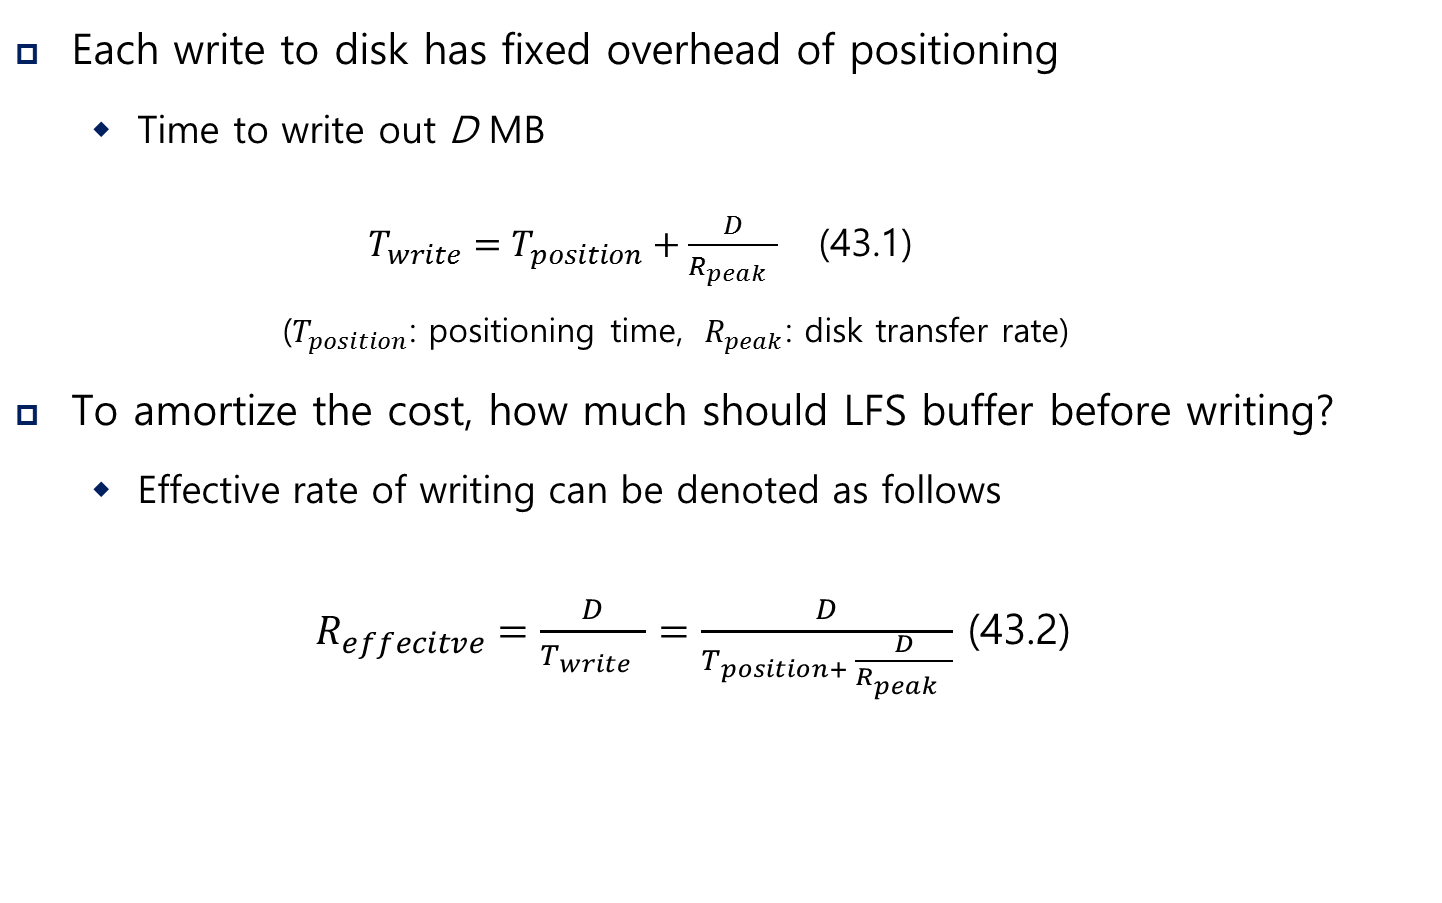 Each write to disk has fixed overhead of positioning
Time to write out D MB
T_write = T_position + D/R_peak (43.1)
(T_position: positioning time, R_peak: disk transfer rate)
To amortize the cost, how much should LFS buffer before writing?
Effective rate of writing can be denoted as follows
R_effecitve = D/T_write = D/(T_position+ D/R_peak) (43.2)